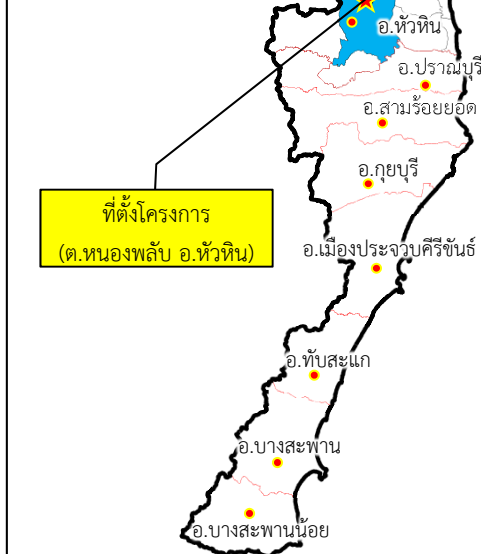 อ.หัวหิน
อ.ปราณบุรี
อ.สามร้อยยอด
อ.กุยบุรี
ที่ตั้งโครงการ
(ต.หนองพลับ อ.หัวหิน)
อ.เมืองประจวบคีรีขันธ์
อ.ทับสะแก
อ.บางสะพาน
อ.บางสะพานน้อย